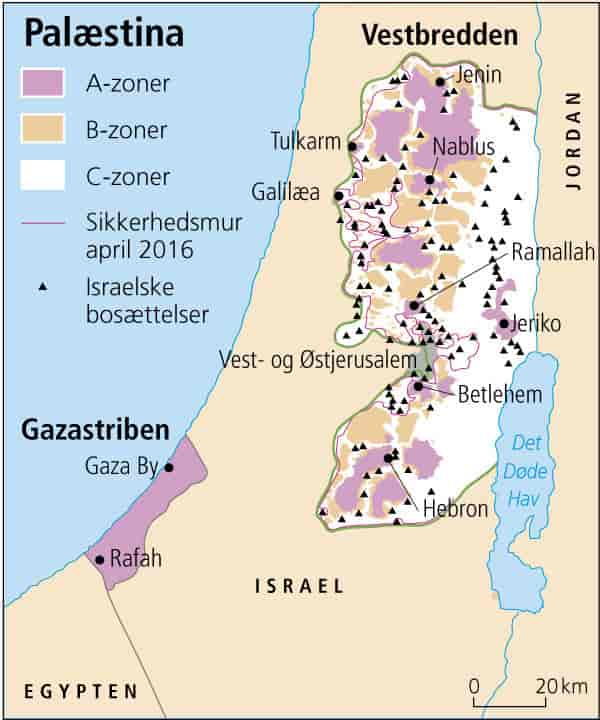 Palæstina
A-zoner
B-zoner
C-zoner
Sikkerhedsmur
april 2016
Israelske
bosættelser
Vestbredden
Jenin
Tulkarm
Nablus
Galilæa
JORDAN
Ramallah
Jeriko
Vest- og Østjerusalem
Betlehem
Gazastriben
Gaza By
Det
Døde
Hav
Hebron
Rafah
ISRAEL
EGYPTEN
0 20 km